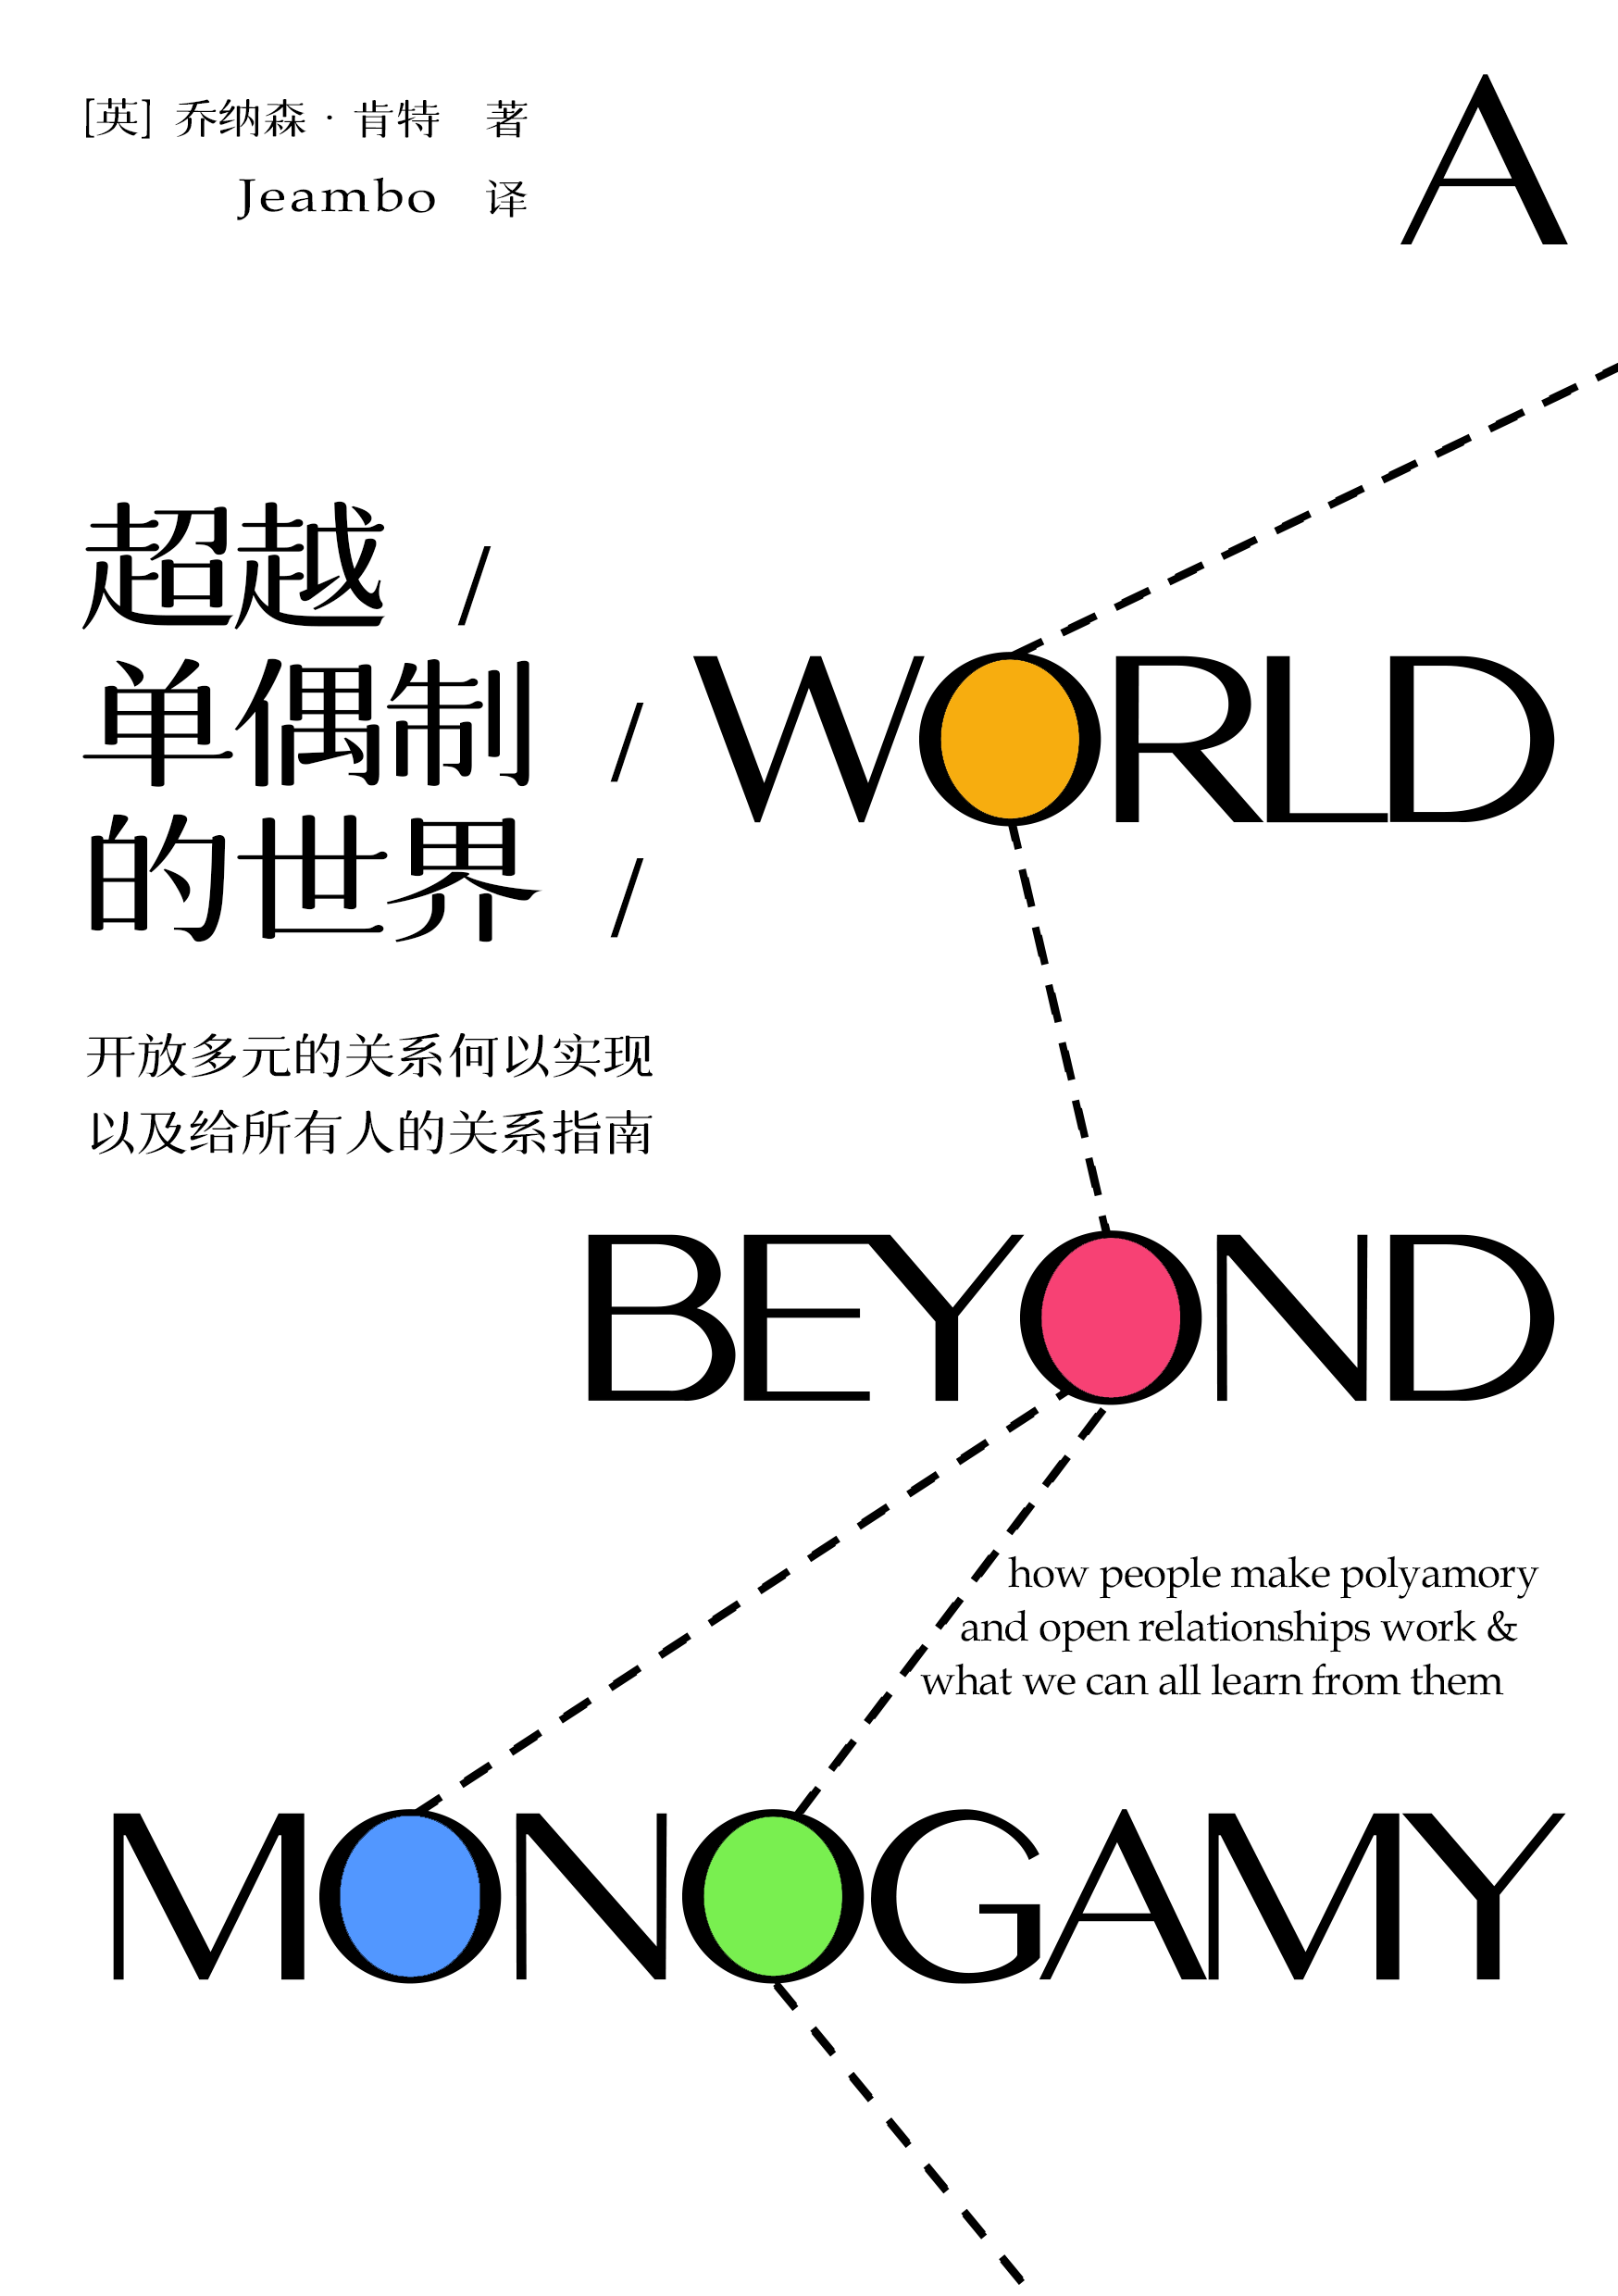 [英] 乔纳森·肯特 著
Jeambo 译
A
超越 /
单偶制 /
的世界 /
WORLD
开放多元的关系何以实现
以及给所有人的关系指南
BEYOND
how people make polyamory
and open relationships work &
what we can all learn from them
MONOGAMY